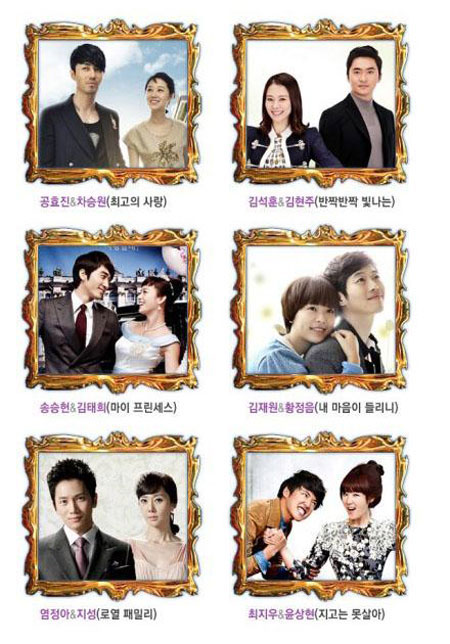 공효진&차승원(최고의 사랑)
김석훈&김현주(반짝반짝 빛나는)
송승헌&김태희(마이 프린세스)
김재원&황정음(내 마음이 들리니)
염정아&지성(로열 패밀리)
최지우&윤상현(지고는 못살아)